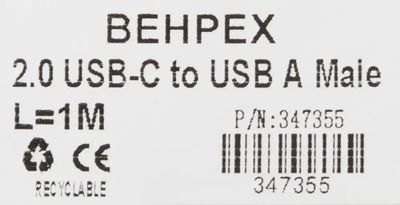 BEHPEX
2.0 USB-C to USB A Male
L=1M
P/N:347355
CE
RECYCLABLE
347355